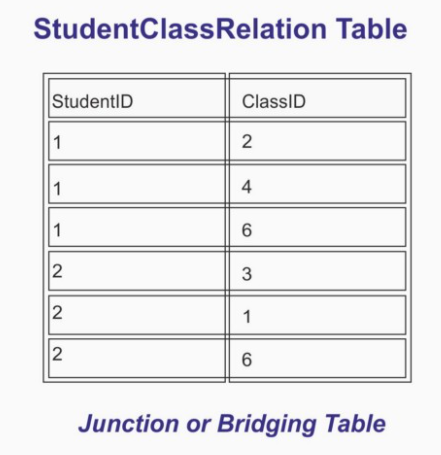 StudentClassRelation Table
StudentID ClassID
1 2
1 4
1 6
2 3
2 1
2 6
Junction or Bridging Table